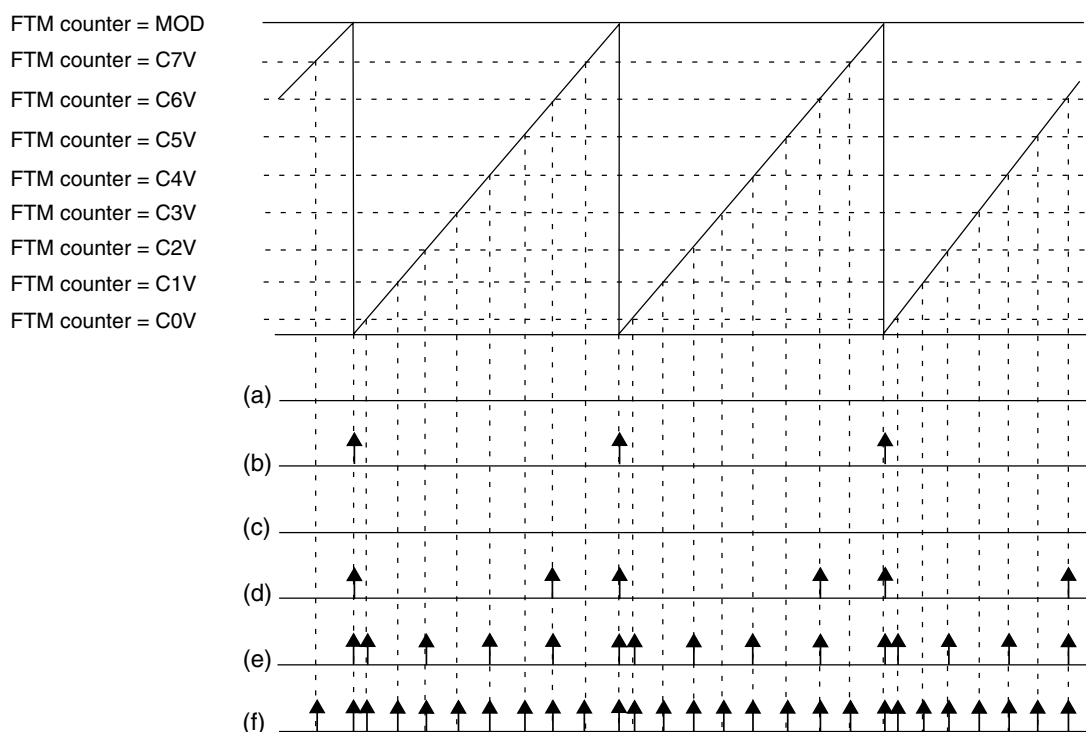 FTM counter = MOD
FTM counter = C7V
FTM counter = C6V
FTM counter = C5V
FTM counter = C4V
FTM counter = C3V
FTM counter = C2V
FTM counter = C1V
FTM counter = C0V
(a)
(b)
(c)
(d)
(e)
(f)